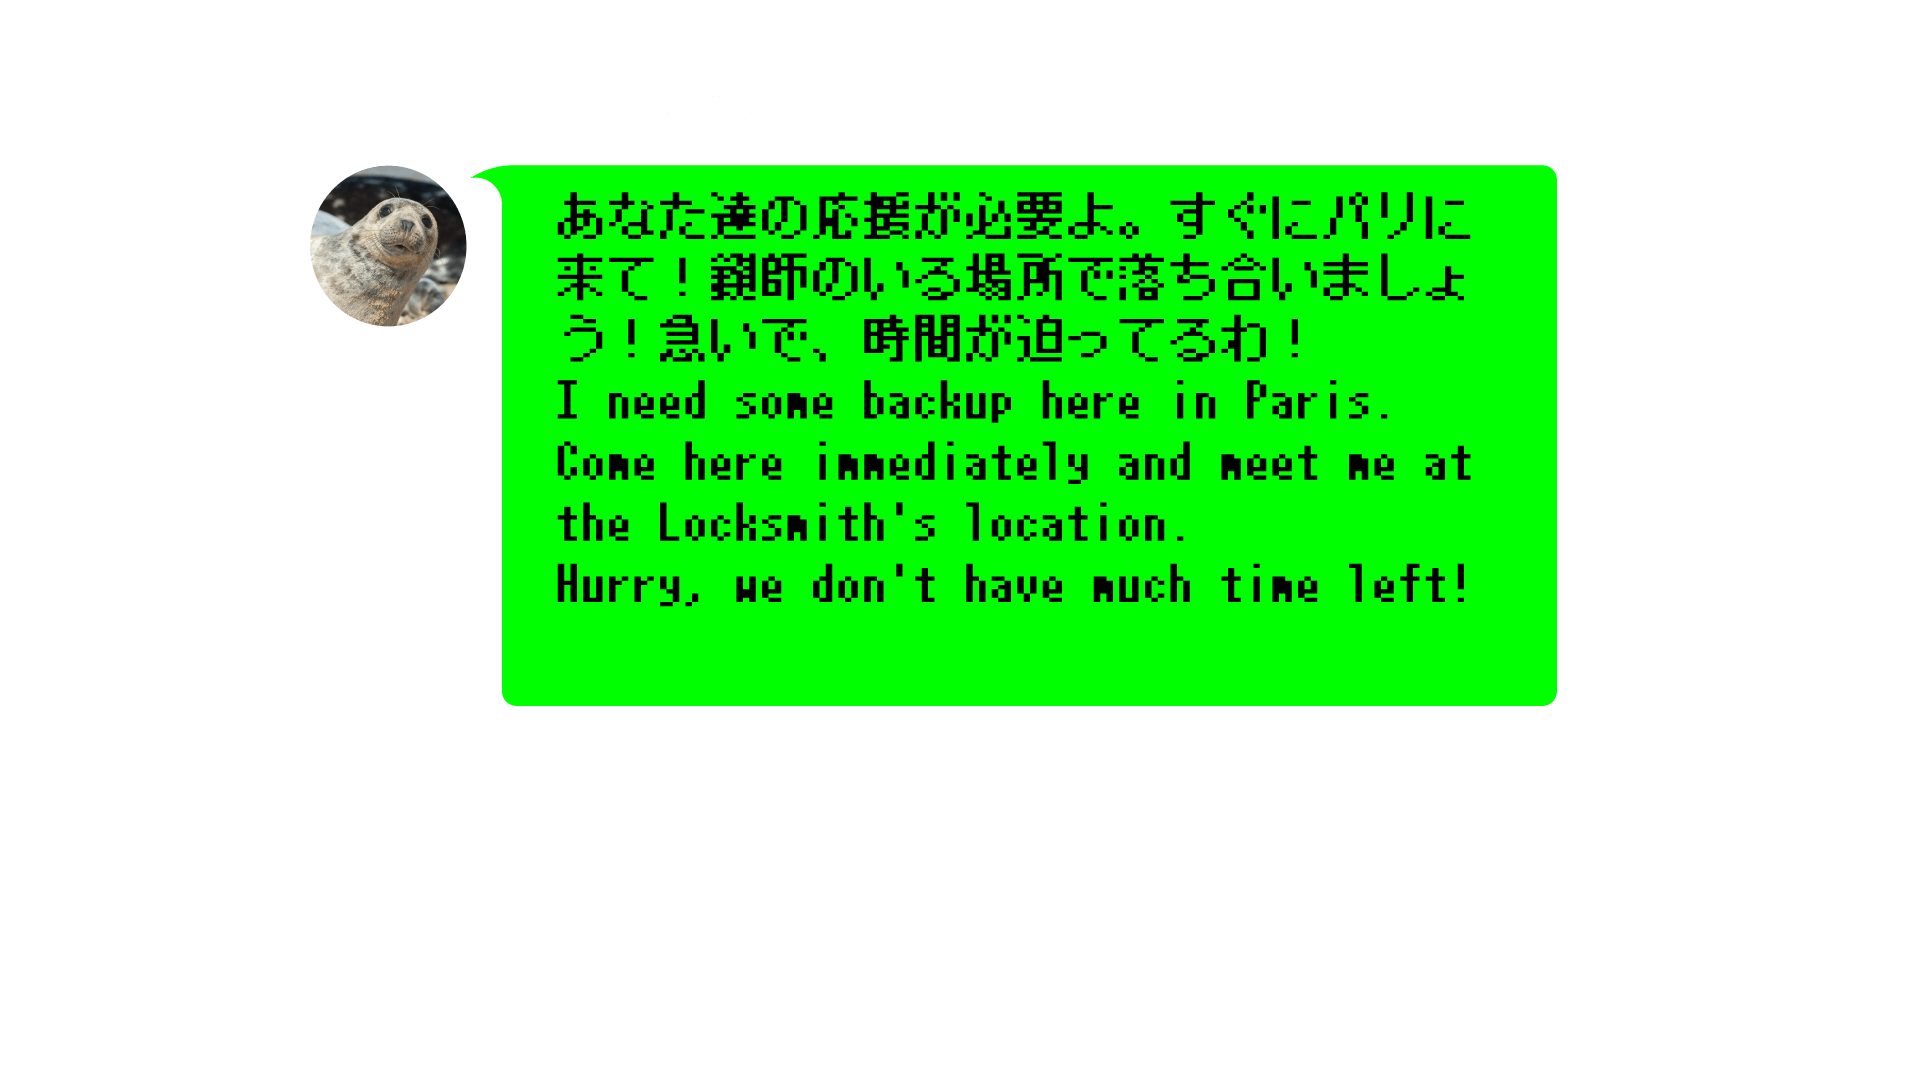 あなた達の応援が必要よ。すぐにパリに
来て！錠師のいる場所で落ち合いましょ
う！急いで、時間が迫ってるわ！
I need some backup here in Paris.
Come here immediately and meet me at
the Locksmith's location.
Hurry, we don't have much time left!